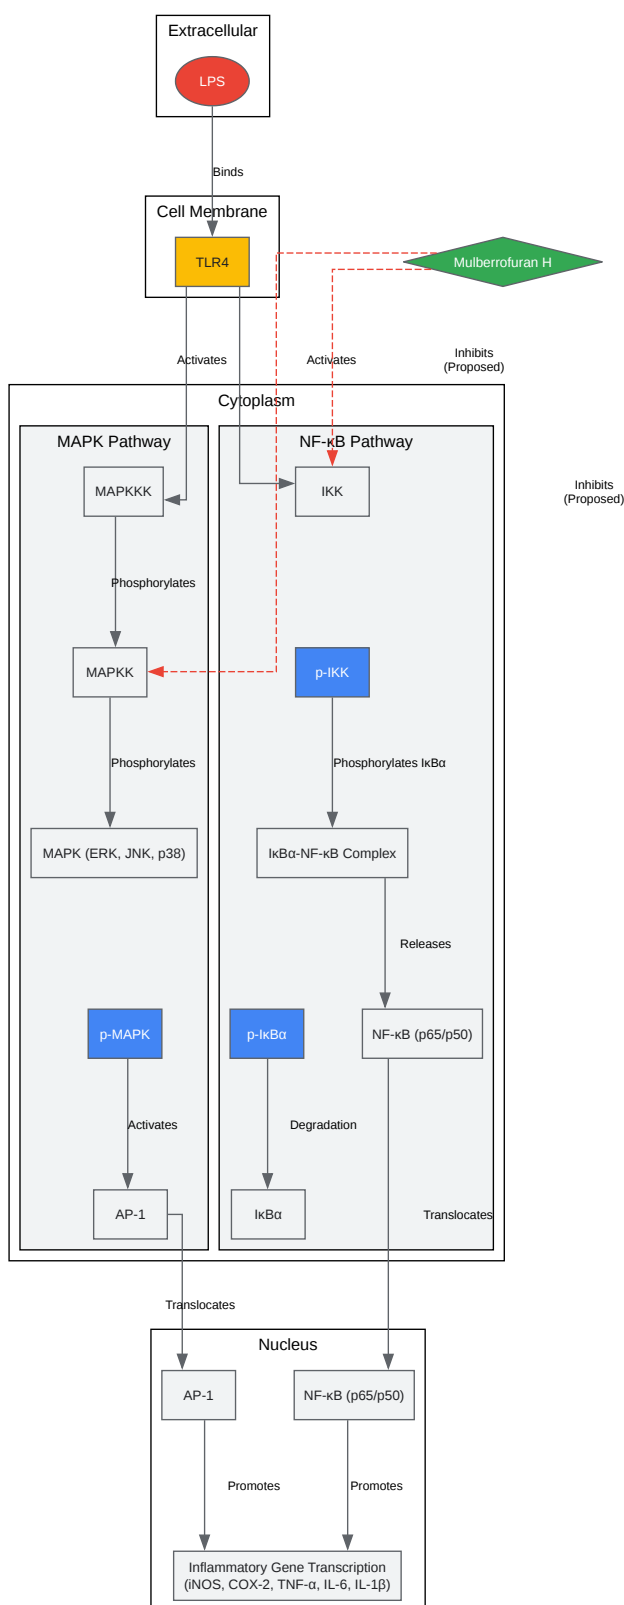 Extracellular
LPS
Binds
Cell Membrane
TLR4
Mulberrofuran H
Activates
Activates
Inhibits
(Proposed)
Cytoplasm
MAPK Pathway
NF-κB Pathway
MAPKKK
IKK
Inhibits
(Proposed)
Phosphorylates
MAPKK
p-IKK
Phosphorylates
Phosphorylates IκBα
MAPK (ERK, JNK, p38)
IκBα-NF-κB Complex
Releases
p-MAPK
p-IκBα
NF-κB (p65/p50)
Activates
Degradation
AP-1
IκBα
Translocates
Translocates
Nucleus
AP-1
NF-κB (p65/p50)
Promotes
Promotes
Inflammatory Gene Transcription
(iNOS, COX-2, TNF-α, IL-6, IL-1β)